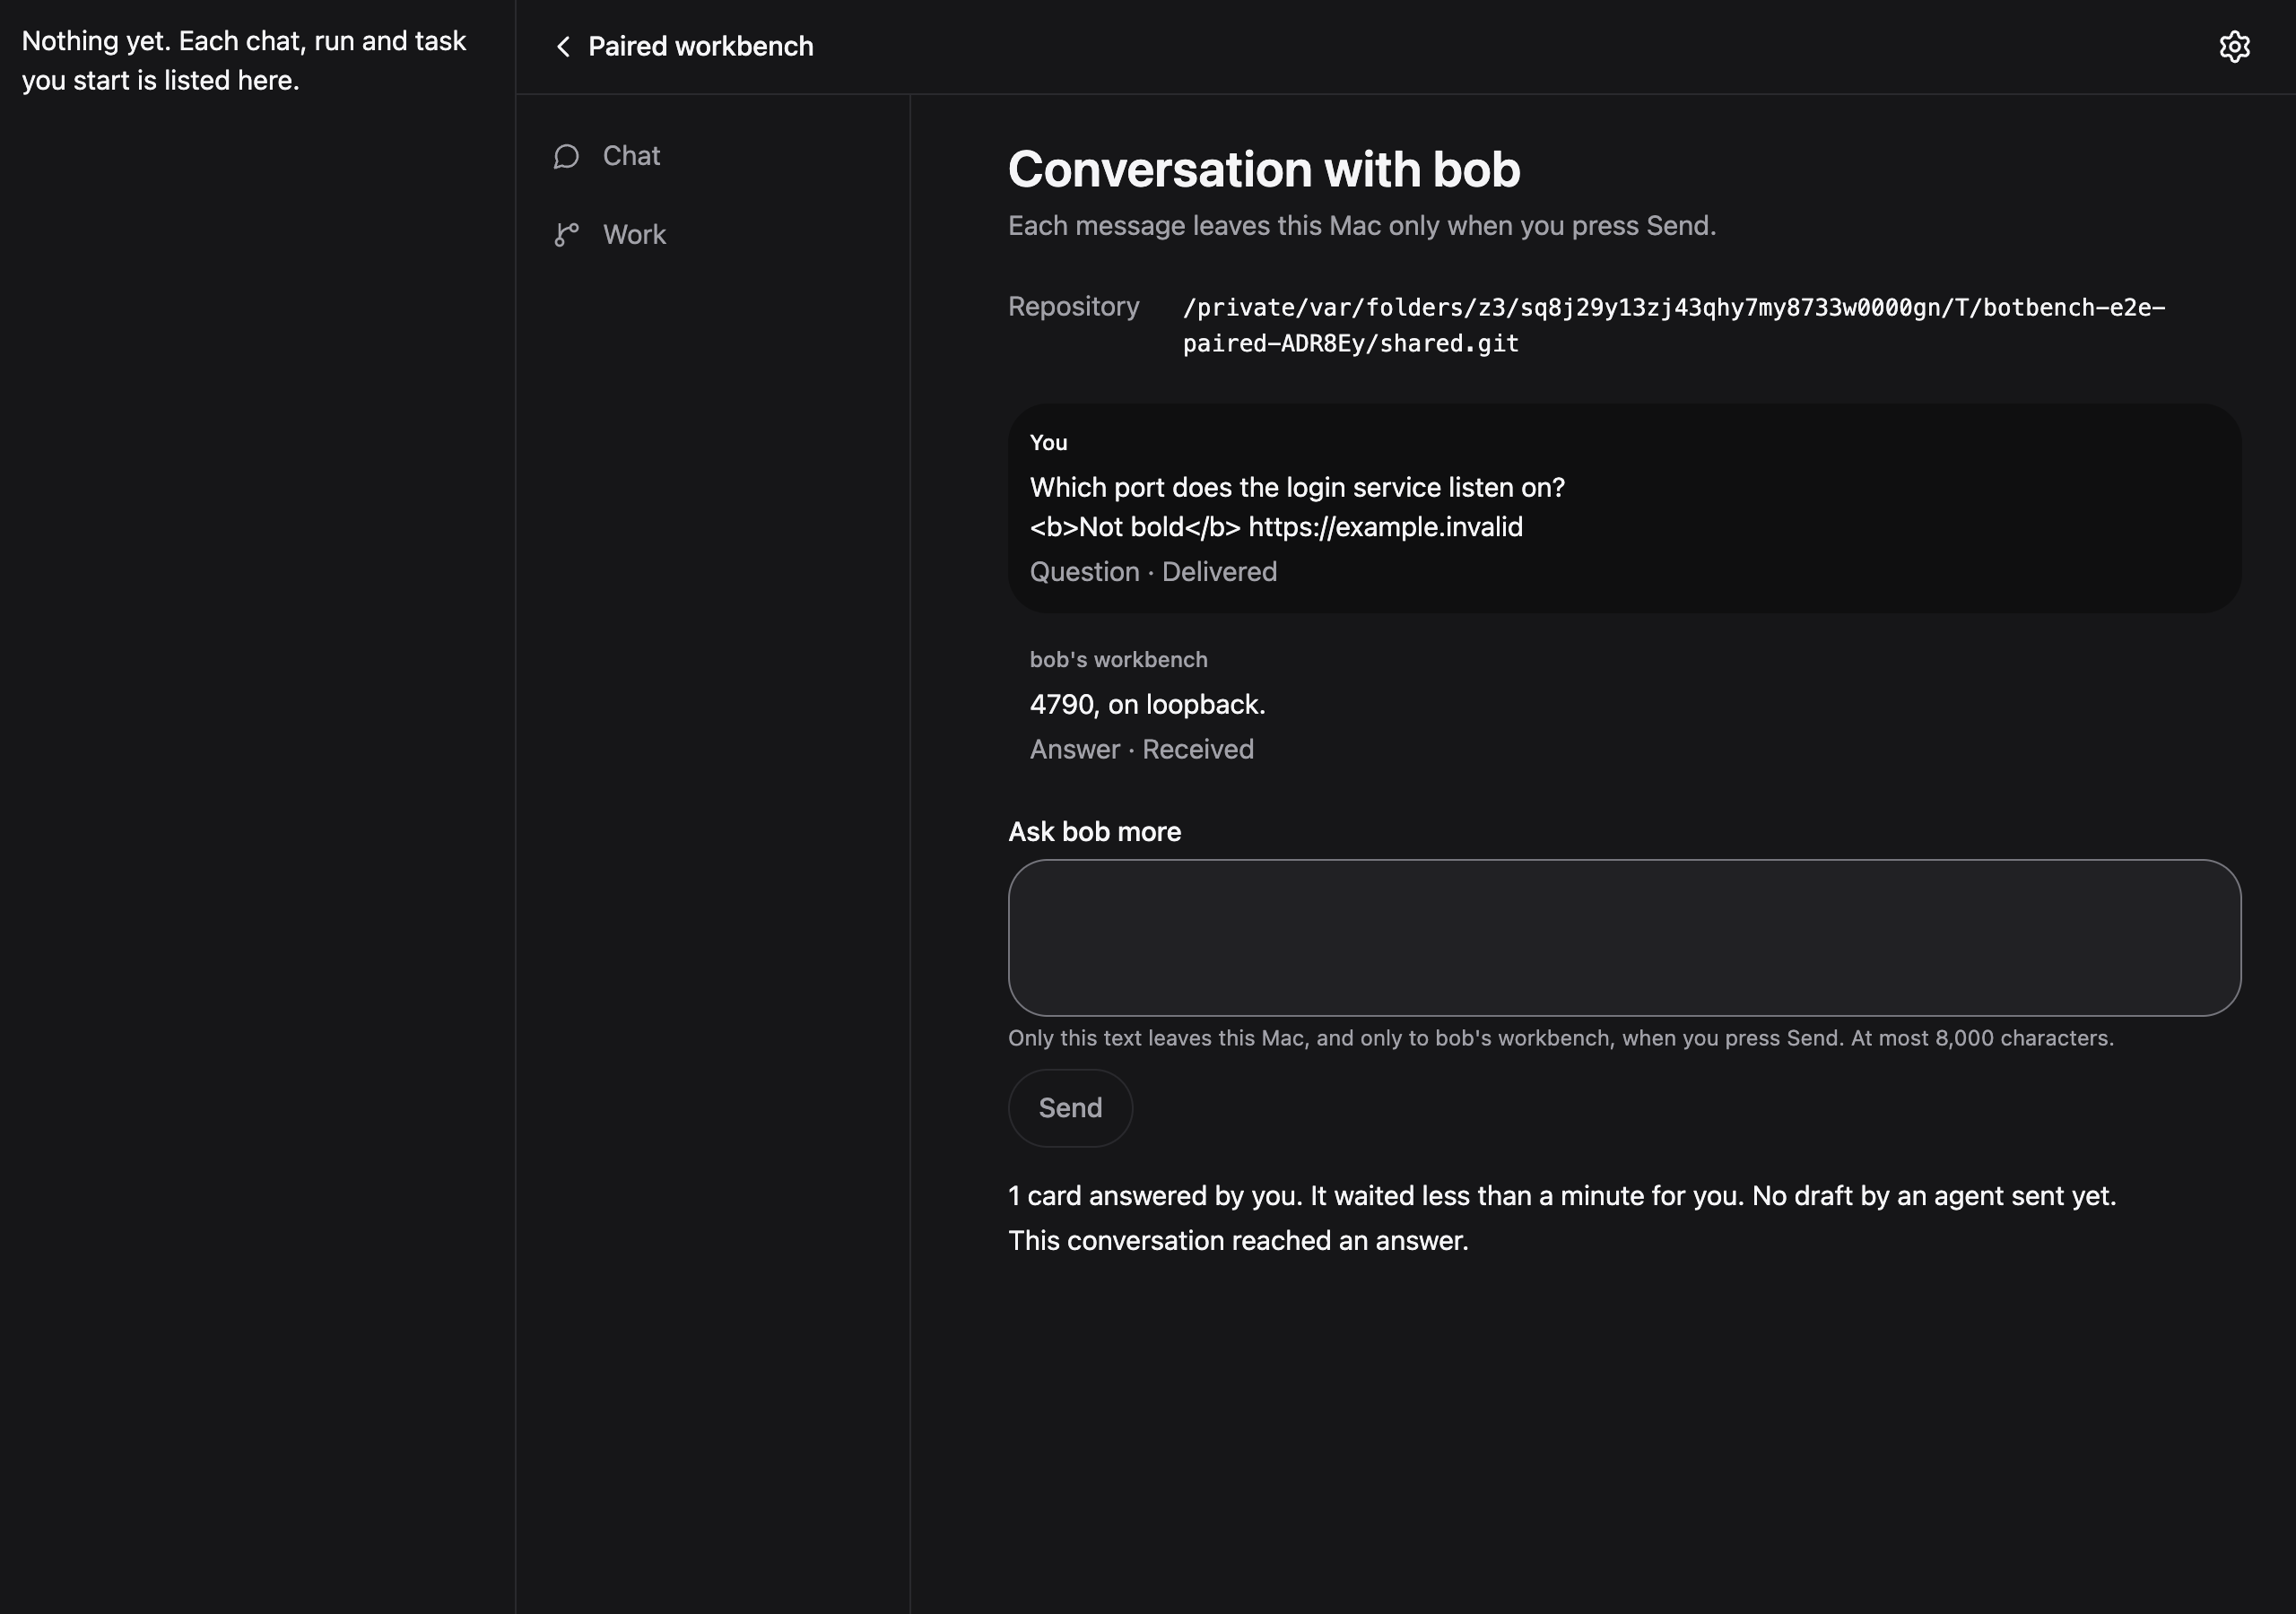 Nothing yet. Each chat, run and task
you start is listed here.
Paired workbench
Chat
Work
Conversation with bob
Each message leaves this Mac only when you press Send.
Repository
/private/var/folders/z3/sq8j29y13zj43qhy7my8733w0000gn/T/botbench-e2e-
paired-ADR8Ey/shared.git
You
Which port does the login service listen on?
<b>Not bold</b> https://example.invalid
Question · Delivered
bob's workbench
4790, on loopback.
Answer · Received
Ask bob more
Only this text leaves this Mac, and only to bob's workbench, when you press Send. At most 8,000 characters.
Send
1 card answered by you. It waited less than a minute for you. No draft by an agent sent yet.
This conversation reached an answer.